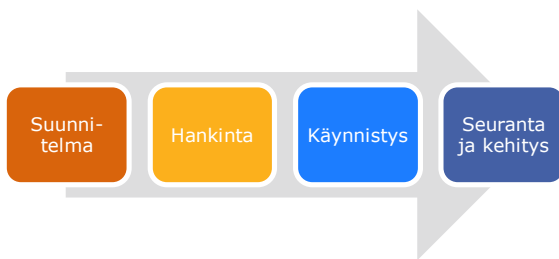 Suunni-
telma
Hankinta
Käynnistys
Seuranta
ja kehitys